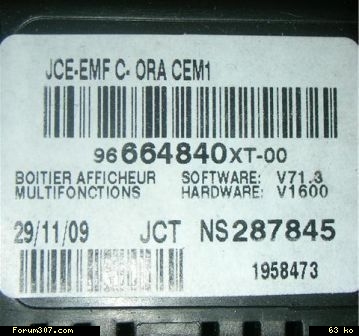 JCE-EMF C- ORA CEM1
96664840XT-00
BOITIER AFFICHEUR SOFTWARE: V71.3
MULTIFONCTIONS HARDWARE: V1600
29/11/09 JCT NS287845
1958473
Forum307.com 63 ko